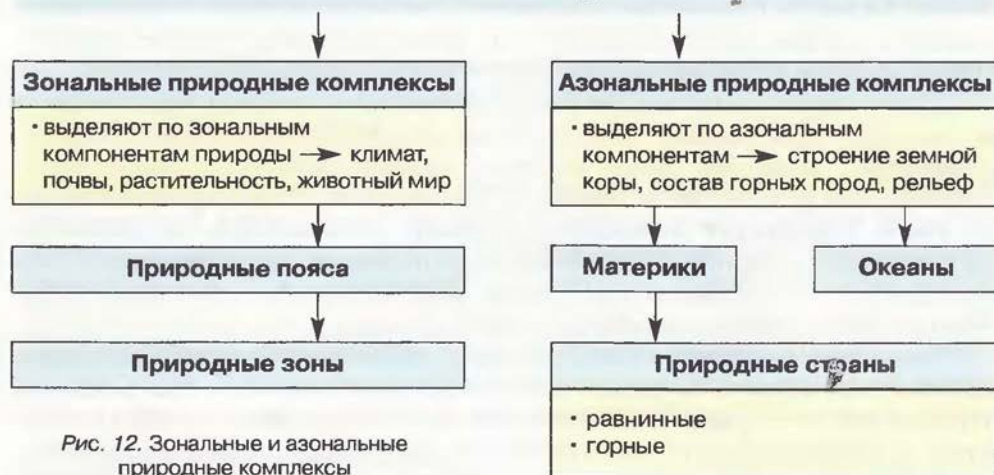 Зональные природные комплексы
• выделяют по зональным
компонентам природы → климат,
почвы, растительность, животный мир
Природные пояса
Природные зоны
Рис. 12. Зональные и азональные
природные комплексы
Азональные природные комплексы
• выделяют по азональным
компонентам → строение земной
коры, состав горных пород, рельеф
Материки
Океаны
Природные страны
• равнинные
• горные